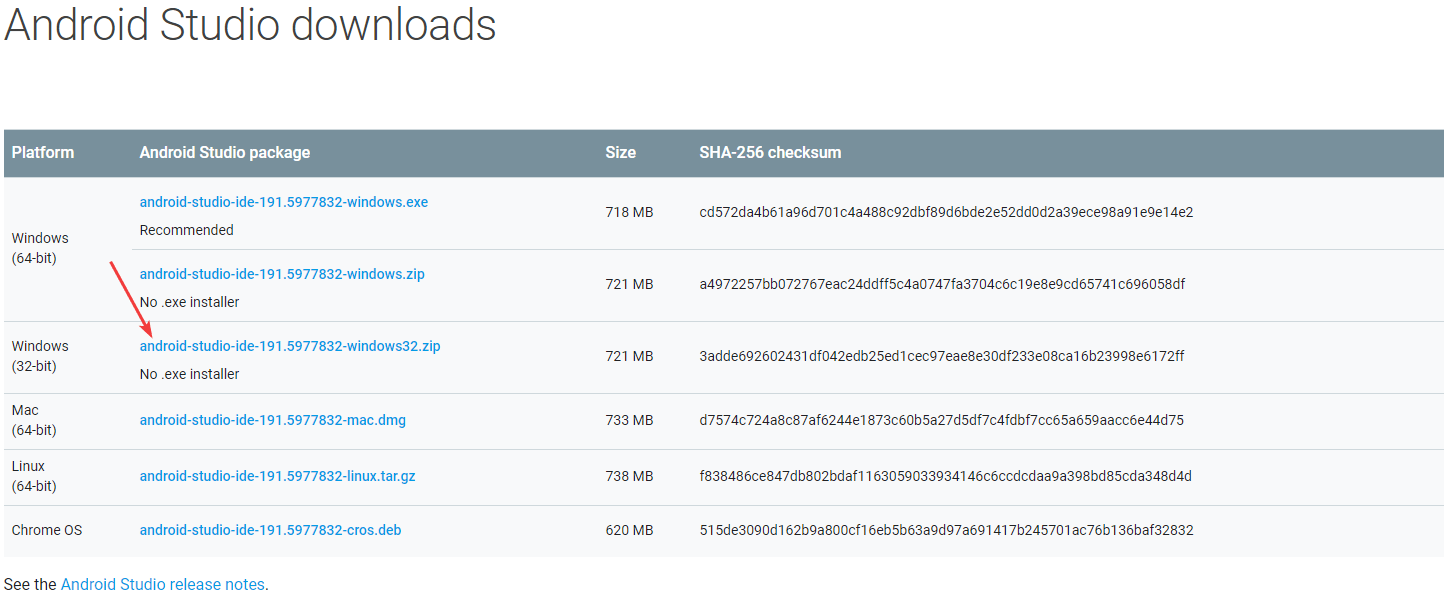 Android Studio downloads
Platform Android Studio package Size SHA-256 checksum
Windows
(64-bit)
android-studio-ide-191.5977832-windows.exe
Recommended
718 MB
cd572da4b61a96d701c4a488c92dbf89d6bde2e52dd0d2a39ece98a91e9e14e2
android-studio-ide-191.5977832-windows.zip
No .exe installer
721 MB
a4972257bb072767eac24ddff5c4a0747fa3704c6c19e8e9cd65741c696058df
Windows
(32-bit)
android-studio-ide-191.5977832-windows32.zip
No .exe installer
721 MB
3adde692602431df042edb25ed1cec97eae8e30df233e08ca16b23998e6172ff
Mac
(64-bit)
android-studio-ide-191.5977832-mac.dmg
733 MB
d7574c724a8c87af6244e1873c60b5a27d5df7c4fdbf7cc65a659aacc6e44d75
Linux
(64-bit)
android-studio-ide-191.5977832-linux.tar.gz
738 MB
f838486ce847db802bdaf1163059033934146c6ccdcdaa9a398bd85cda348d4d
Chrome OS
android-studio-ide-191.5977832-cros.deb
620 MB
515de3090d162b9a800cf16eb5b63a9d97a691417b245701ac76b136baf32832
See the Android Studio release notes.